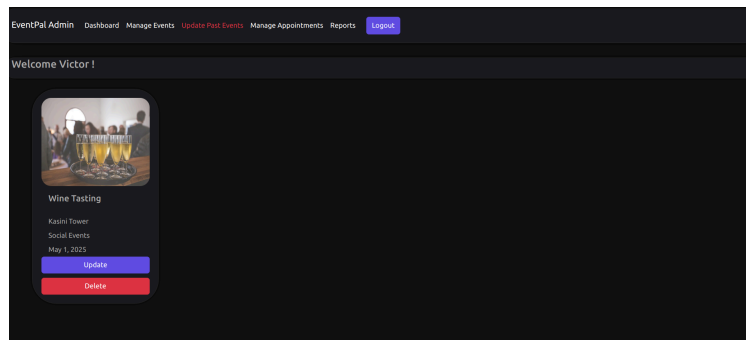 EventPal Admin Dashboard Manage Events Update Past Events Manage Appointments Reports Logout
Welcome Victor !
Wine Tasting
Kasini Tower
Social Events
May 1, 2025
Update
Delete